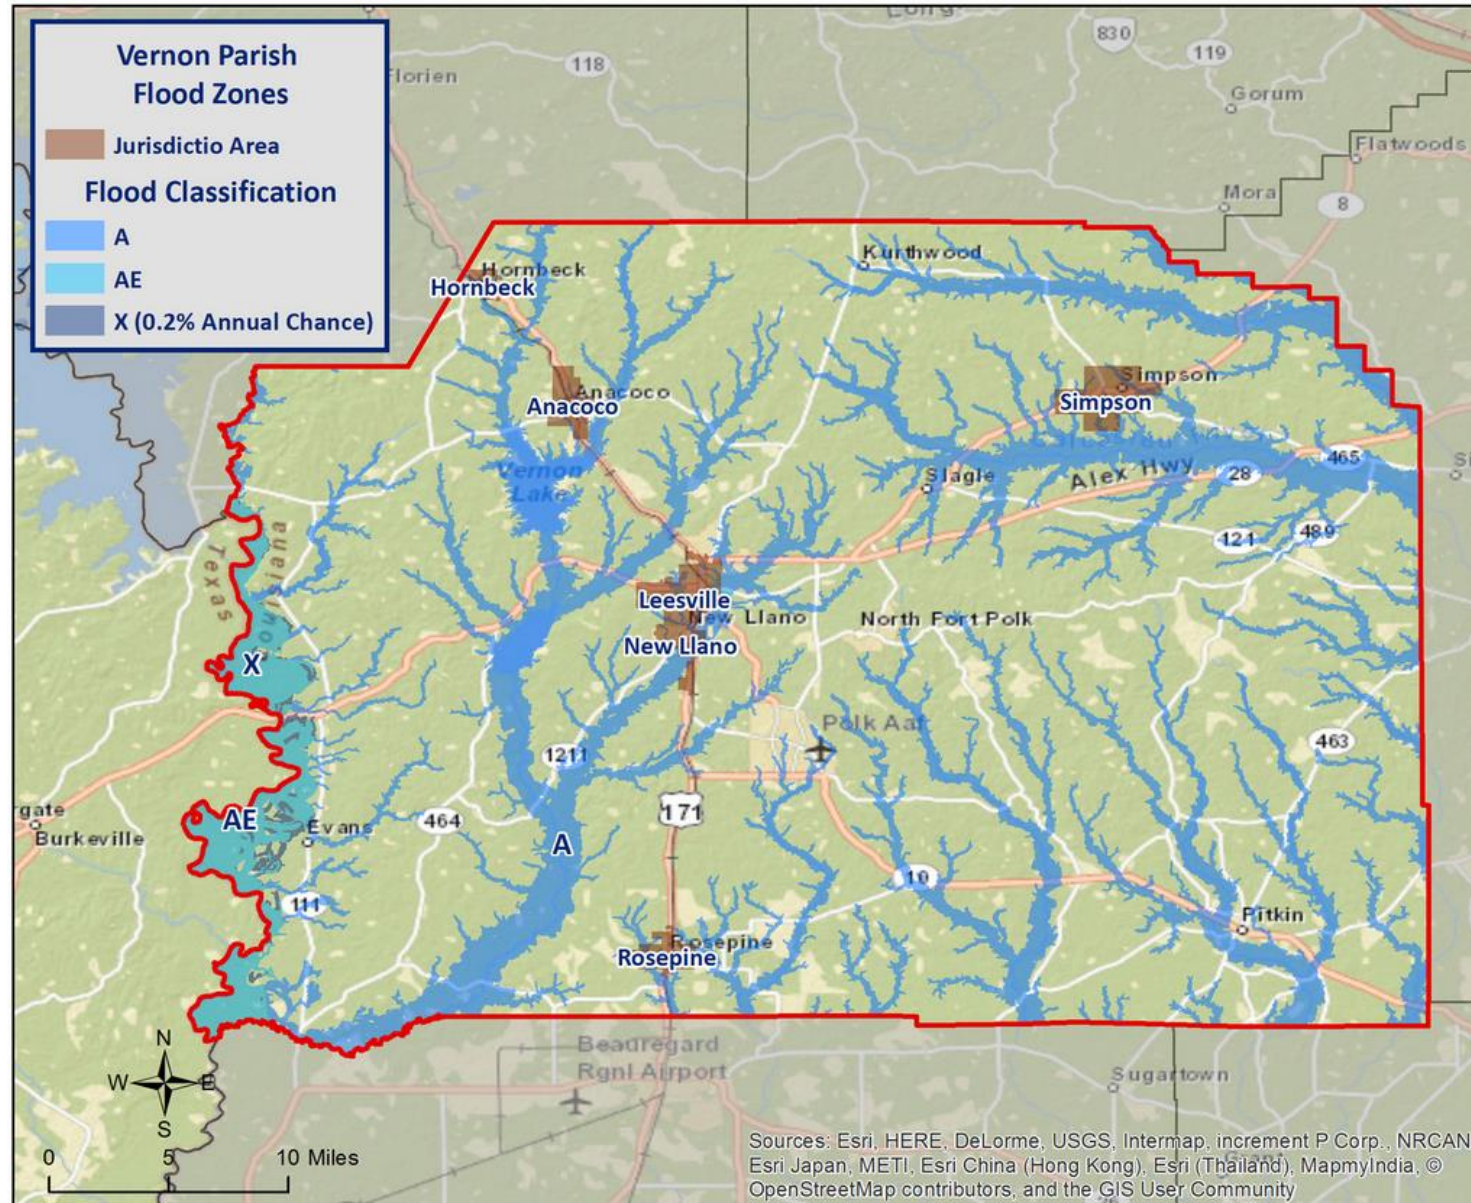 Vernon Parish
Flood Zones
Jurisdictio Area
Flood Classification
A
AE
X (0.2% Annual Chance)
Florien
118
830
119
Gorum
Flatwoods
Mora
8
Kurthwood
Hornbeck
Hornbeck
Anacoco
Anacoco
Simpson
Simpson
Vernon
Lake
Slagle
Alex Hwy
28
465
121
489
Texas
Louisiana
Leesville
New Llano
New Llano
North Fort Polk
X
Polk Aaf
1211
463
171
464
AE
Evans
A
Burkeville
10
111
Pitkin
Rosepine
Rosepine
N
W
E
S
Beauregard
Rgnl Airport
Sugartown
0 5 10 Miles
Sources: Esri, HERE, DeLorme, USGS, Intermap, increment P Corp., NRCAN
Esri Japan, METI, Esri China (Hong Kong), Esri (Thailand), MapmyIndia, ©
OpenStreetMap contributors, and the GIS User Community